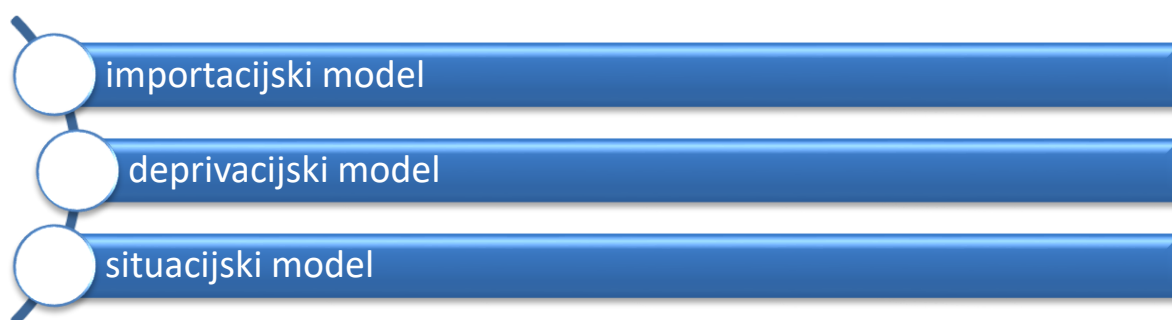 importacijski model
deprivacijski model
situacijski model